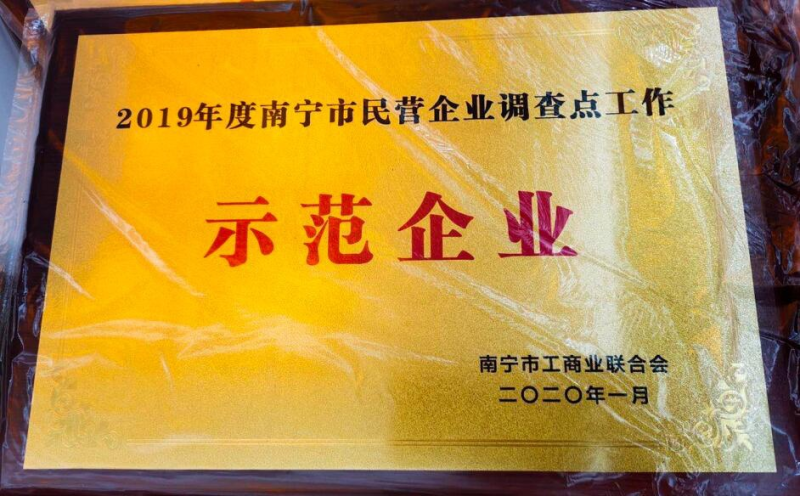 2019年度南宁市民营企业调查点工作
示范企业
南宁市工商业联合会
二〇二〇年一月